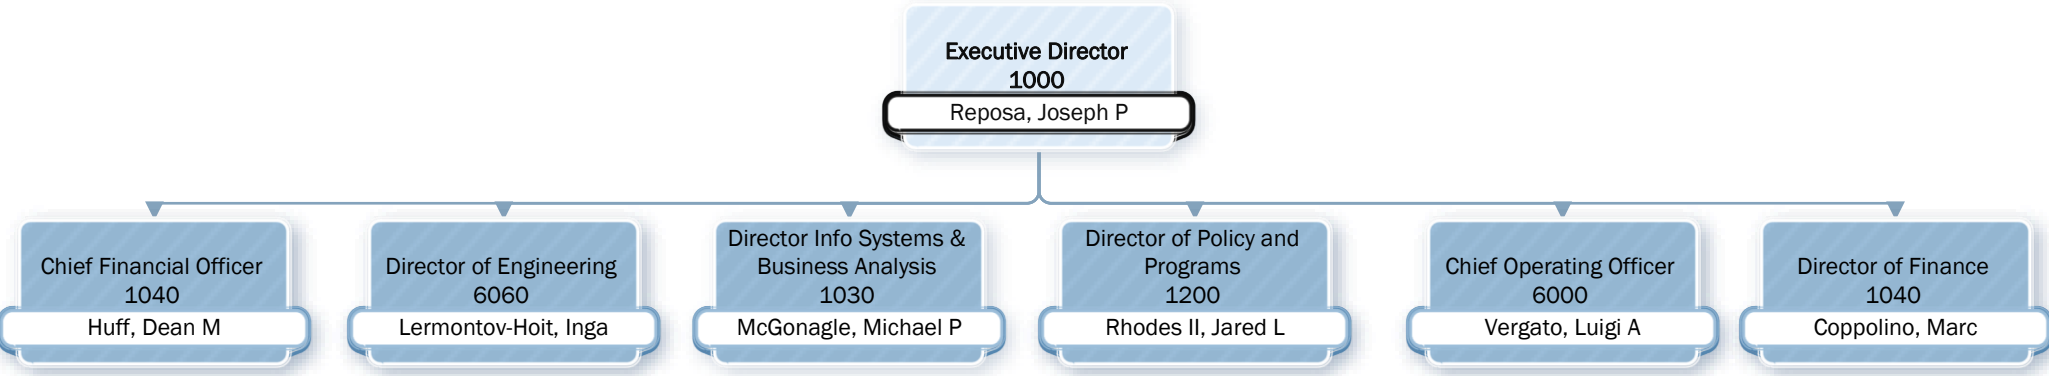 Executive Director
1000
Reposa, Joseph P
Chief Financial Officer
1040
Huff, Dean M
Director of Engineering
6060
Lermontov-Hoit, Inga
Director Info Systems &
Business Analysis
1030
McGonagle, Michael P
Director of Policy and
Programs
1200
Rhodes II, Jared L
Chief Operating Officer
6000
Vergato, Luigi A
Director of Finance
1040
Coppolino, Marc